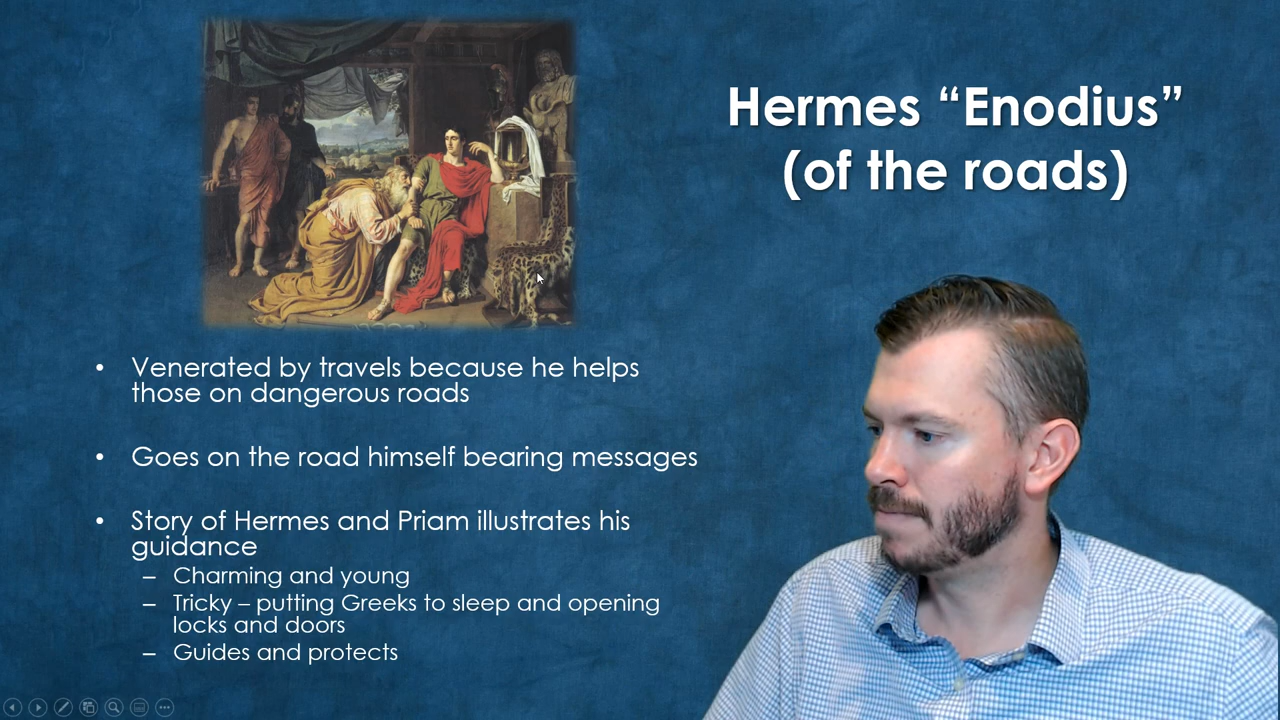 Hermes “Enodius”
(of the roads)
• Venerated by travels because he helps
those on dangerous roads
• Goes on the road himself bearing messages
• Story of Hermes and Priam illustrates his
guidance
– Charming and young
– Tricky – putting Greeks to sleep and opening
locks and doors
– Guides and protects